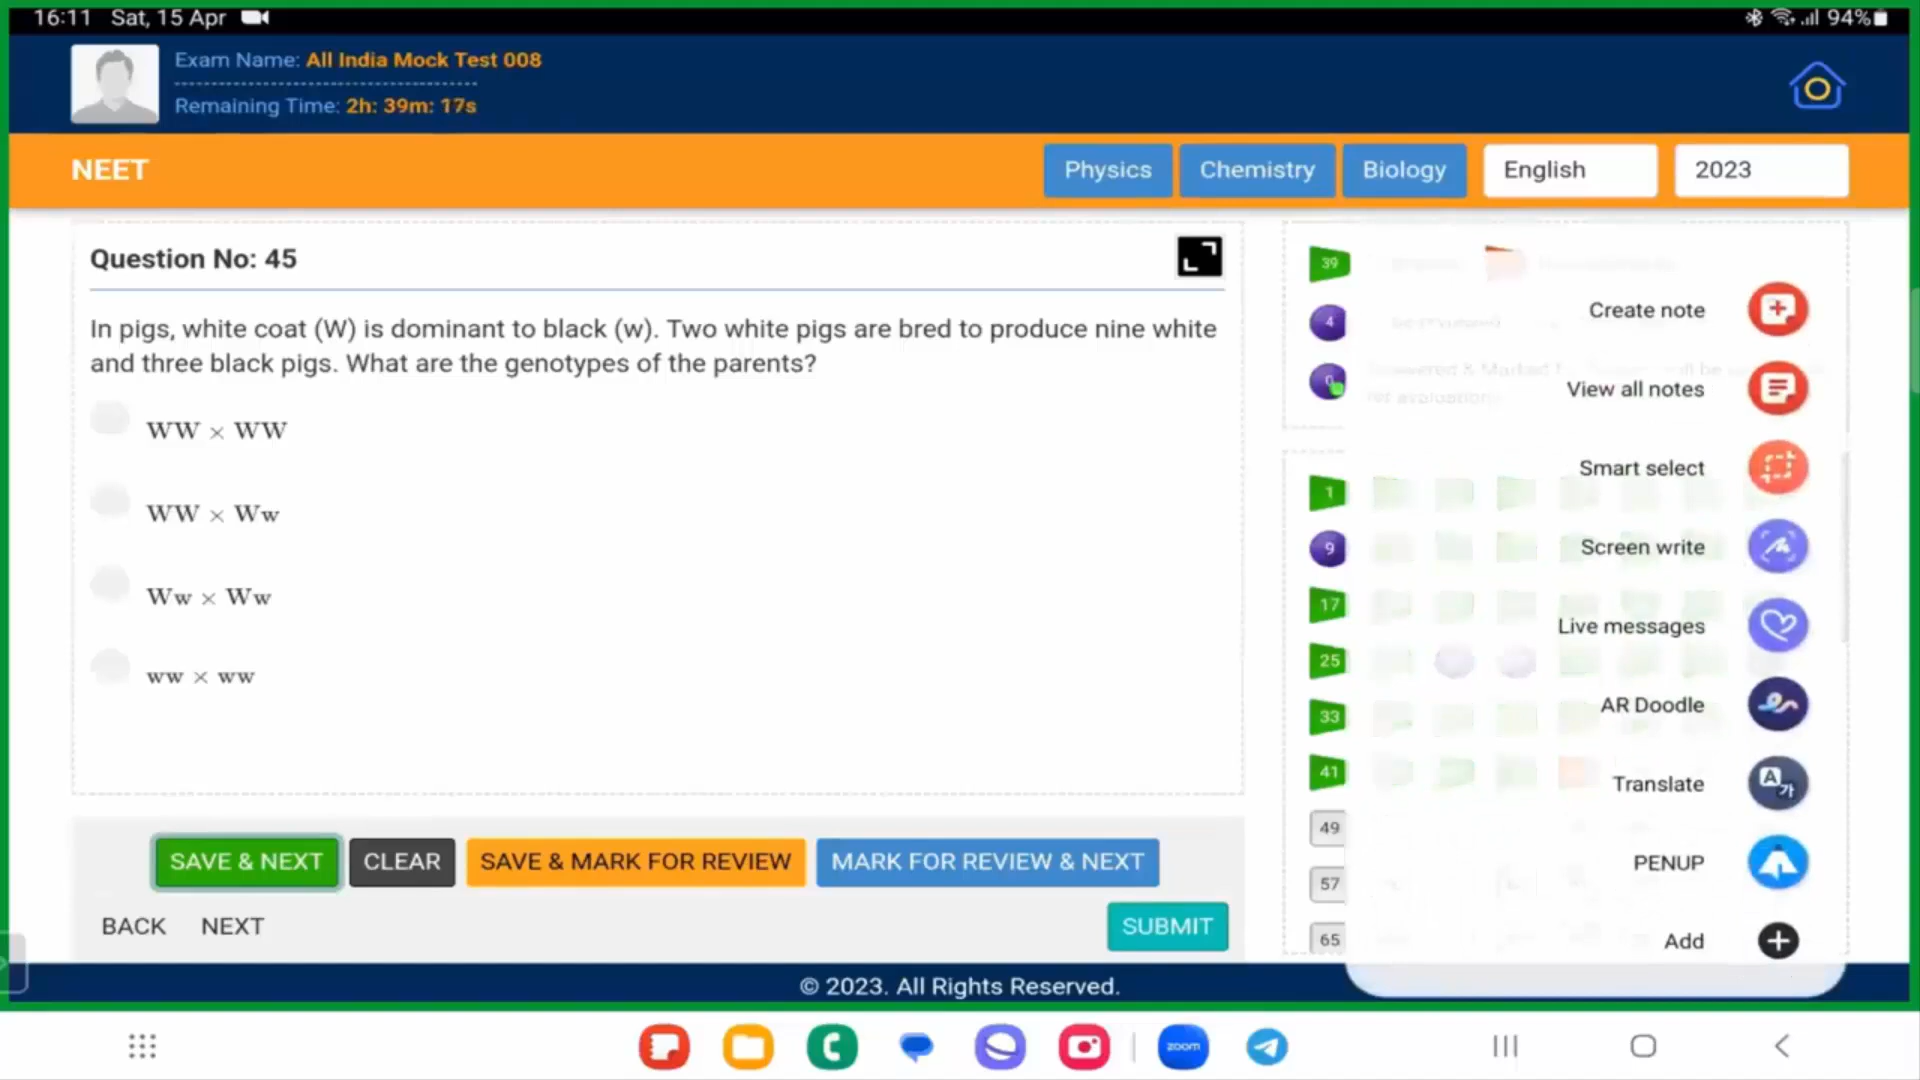 16:11 Sat, 15 Apr
94%
Exam Name: All India Mock Test 008
Remaining Time: 2h: 39m: 17s
NEET
Physics
Chemistry
Biology
English
2023
Question No: 45
In pigs, white coat (W) is dominant to black (w). Two white pigs are bred to produce nine white
and three black pigs. What are the genotypes of the parents?
WW × WW
WW × Ww
Ww × Ww
ww × ww
SAVE & NEXT
CLEAR
SAVE & MARK FOR REVIEW
MARK FOR REVIEW & NEXT
BACK
NEXT
SUBMIT
39
4
0
1
9
17
25
33
41
49
57
65
Create note
View all notes
Smart select
Screen write
Live messages
AR Doodle
Translate
PENUP
Add
© 2023. All Rights Reserved.
zoom